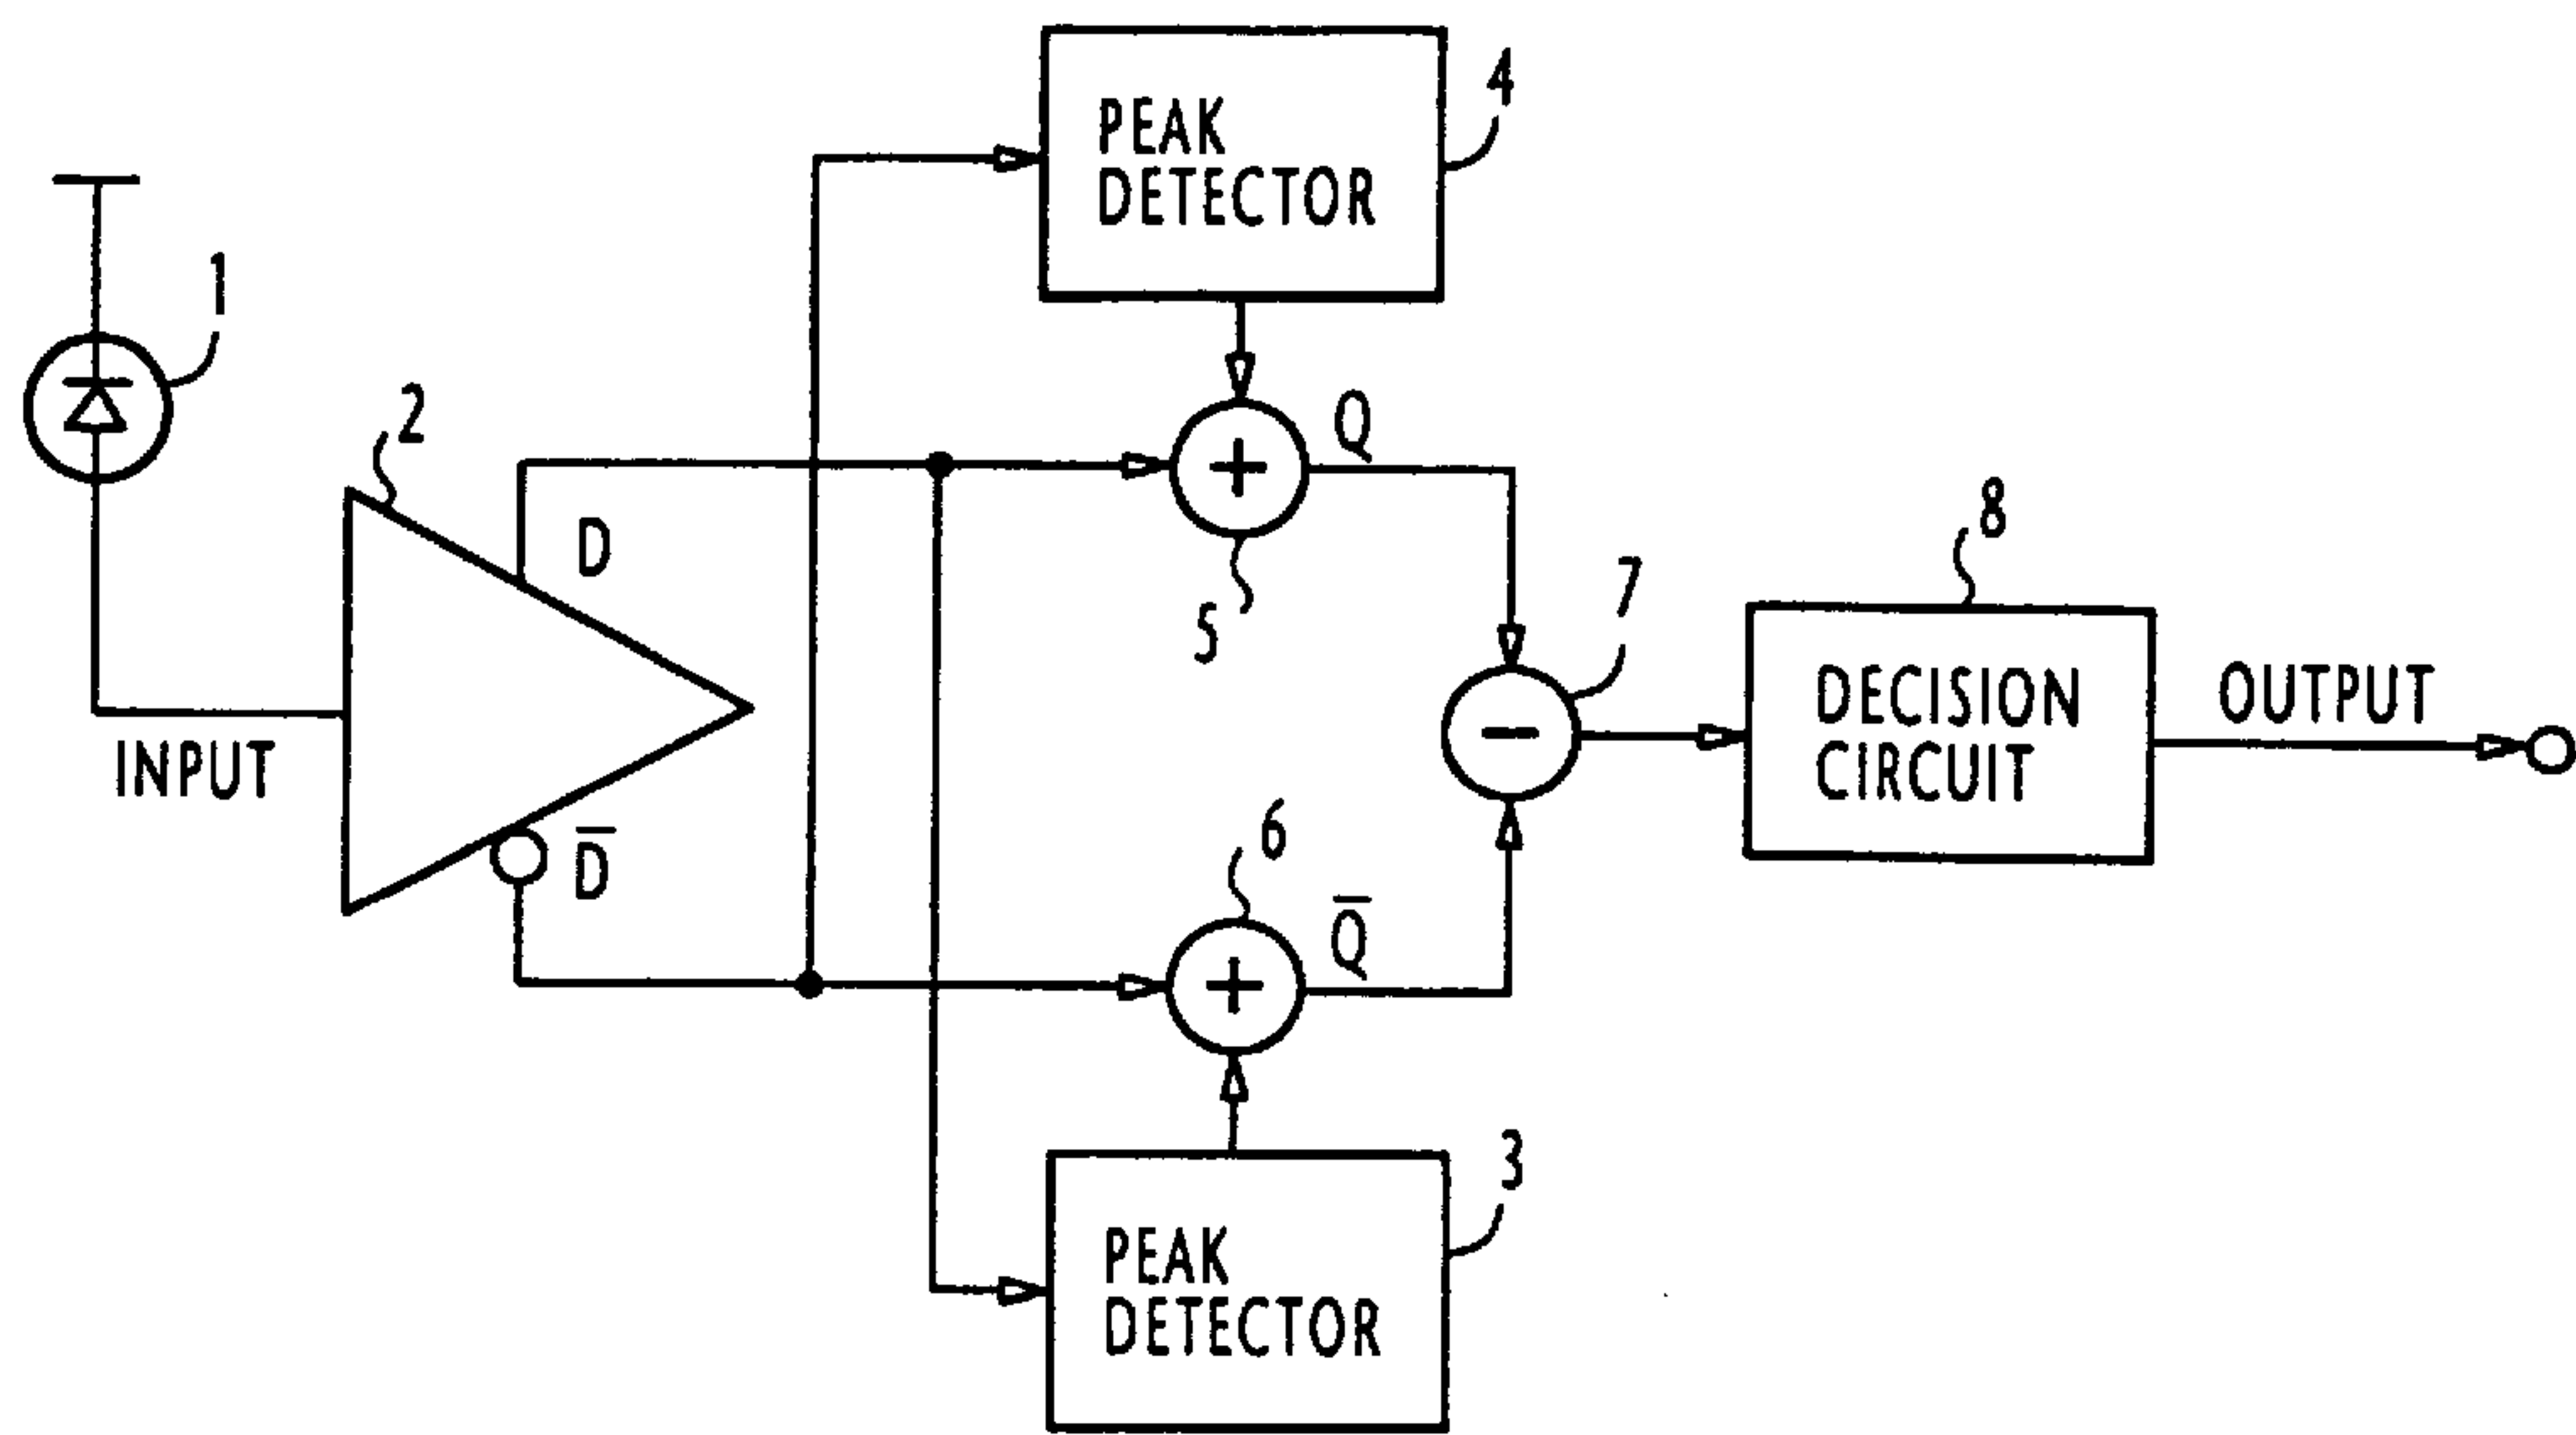 PEAK
DETECTOR
4
1
2
Q
D
5
8
7
DECISION
CIRCUIT
OUTPUT
INPUT
6
D̅
Q̅
3
PEAK
DETECTOR